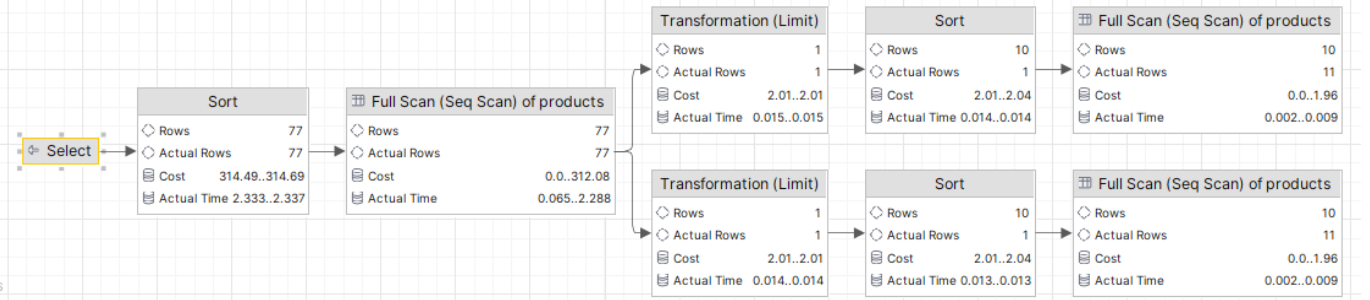 Select
Sort
Rows 77
Actual Rows 77
Cost 314.49..314.69
Actual Time 2.333..2.337
Full Scan (Seq Scan) of products
Rows 77
Actual Rows 77
Cost 0.0..312.08
Actual Time 0.065..2.288
Transformation (Limit)
Rows 1
Actual Rows 1
Cost 2.01..2.01
Actual Time 0.015..0.015
Sort
Rows 10
Actual Rows 1
Cost 2.01..2.04
Actual Time 0.014..0.014
Full Scan (Seq Scan) of products
Rows 10
Actual Rows 11
Cost 0.0..1.96
Actual Time 0.002..0.009
Transformation (Limit)
Rows 1
Actual Rows 1
Cost 2.01..2.01
Actual Time 0.014..0.014
Sort
Rows 10
Actual Rows 1
Cost 2.01..2.04
Actual Time 0.013..0.013
Full Scan (Seq Scan) of products
Rows 10
Actual Rows 11
Cost 0.0..1.96
Actual Time 0.002..0.009